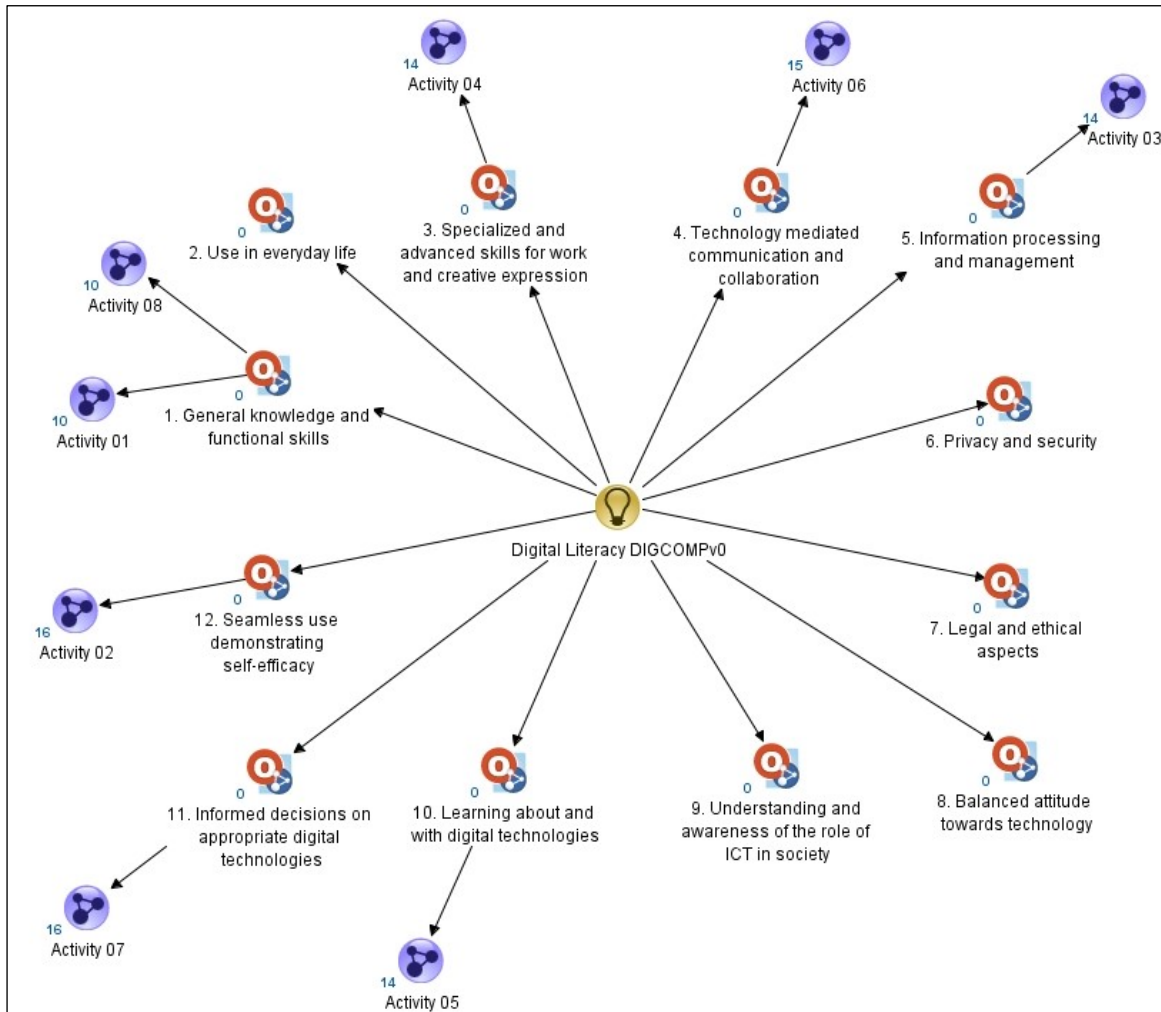 14
Activity 04
15
Activity 06
14
Activity 03
0
2. Use in everyday life
0
3. Specialized and
advanced skills for work
and creative expression
0
4. Technology mediated
communication and
collaboration
0
5. Information processing
and management
10
Activity 08
10
Activity 01
0
1. General knowledge and
functional skills
0
6. Privacy and security
Digital Literacy DIGCOMPv0
16
Activity 02
0
12. Seamless use
demonstrating
self-efficacy
0
7. Legal and ethical
aspects
0
11. Informed decisions on
appropriate digital
technologies
0
10. Learning about and
with digital technologies
0
9. Understanding and
awareness of the role of
ICT in society
0
8. Balanced attitude
towards technology
16
Activity 07
14
Activity 05